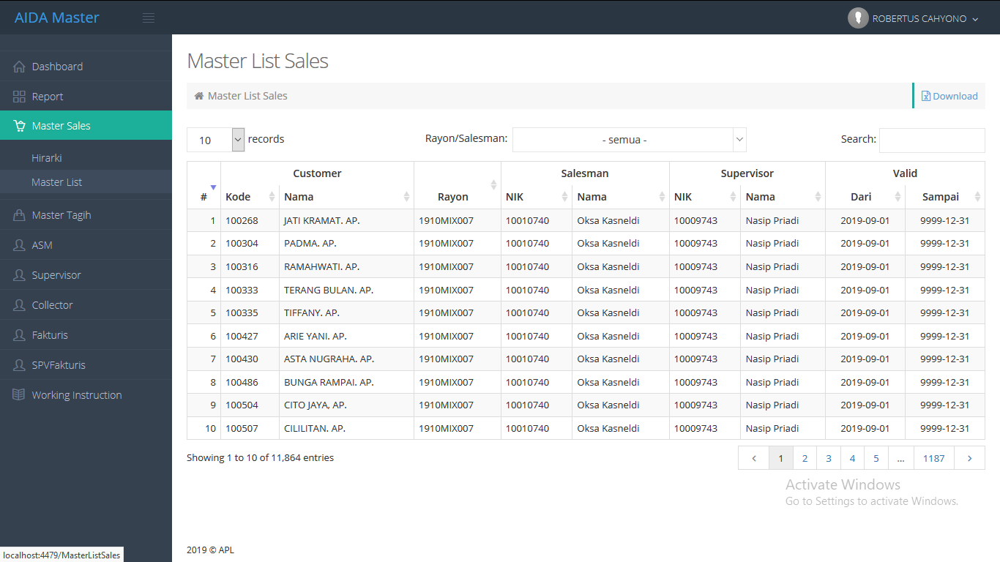 AIDA Master
ROBERTUS CAHYONO
Dashboard
Report
Master Sales
Hirarki
Master List
Master Tagih
ASM
Supervisor
Collector
Fakturis
SPVFakturis
Working Instruction
Master List Sales
Master List Sales
Download
10 records
Rayon/Salesman: - semua -
Search:
Customer Salesman Supervisor Valid
# Kode Nama Rayon NIK Nama NIK Nama Dari Sampai
1 100268 JATI KRAMAT. AP. 1910MIX007 10010740 Oksa Kasneldi 10009743 Nasip Priadi 2019-09-01 9999-12-31
2 100304 PADMA. AP. 1910MIX007 10010740 Oksa Kasneldi 10009743 Nasip Priadi 2019-09-01 9999-12-31
3 100316 RAMAHWATI. AP. 1910MIX007 10010740 Oksa Kasneldi 10009743 Nasip Priadi 2019-09-01 9999-12-31
4 100333 TERANG BULAN. AP. 1910MIX007 10010740 Oksa Kasneldi 10009743 Nasip Priadi 2019-09-01 9999-12-31
5 100335 TIFFANY. AP. 1910MIX007 10010740 Oksa Kasneldi 10009743 Nasip Priadi 2019-09-01 9999-12-31
6 100427 ARIE YANI. AP. 1910MIX007 10010740 Oksa Kasneldi 10009743 Nasip Priadi 2019-09-01 9999-12-31
7 100430 ASTA NUGRAHA. AP. 1910MIX007 10010740 Oksa Kasneldi 10009743 Nasip Priadi 2019-09-01 9999-12-31
8 100486 BUNGA RAMPAI. AP. 1910MIX007 10010740 Oksa Kasneldi 10009743 Nasip Priadi 2019-09-01 9999-12-31
9 100504 CITO JAYA, AP. 1910MIX007 10010740 Oksa Kasneldi 10009743 Nasip Priadi 2019-09-01 9999-12-31
10 100507 CILILITAN. AP. 1910MIX007 10010740 Oksa Kasneldi 10009743 Nasip Priadi 2019-09-01 9999-12-31
Showing 1 to 10 of 11,864 entries
< 1 2 3 4 5 ... 1187 >
Activate Windows
Go to Settings to activate Windows.
2019 © APL
localhost:4479/MasterListSales